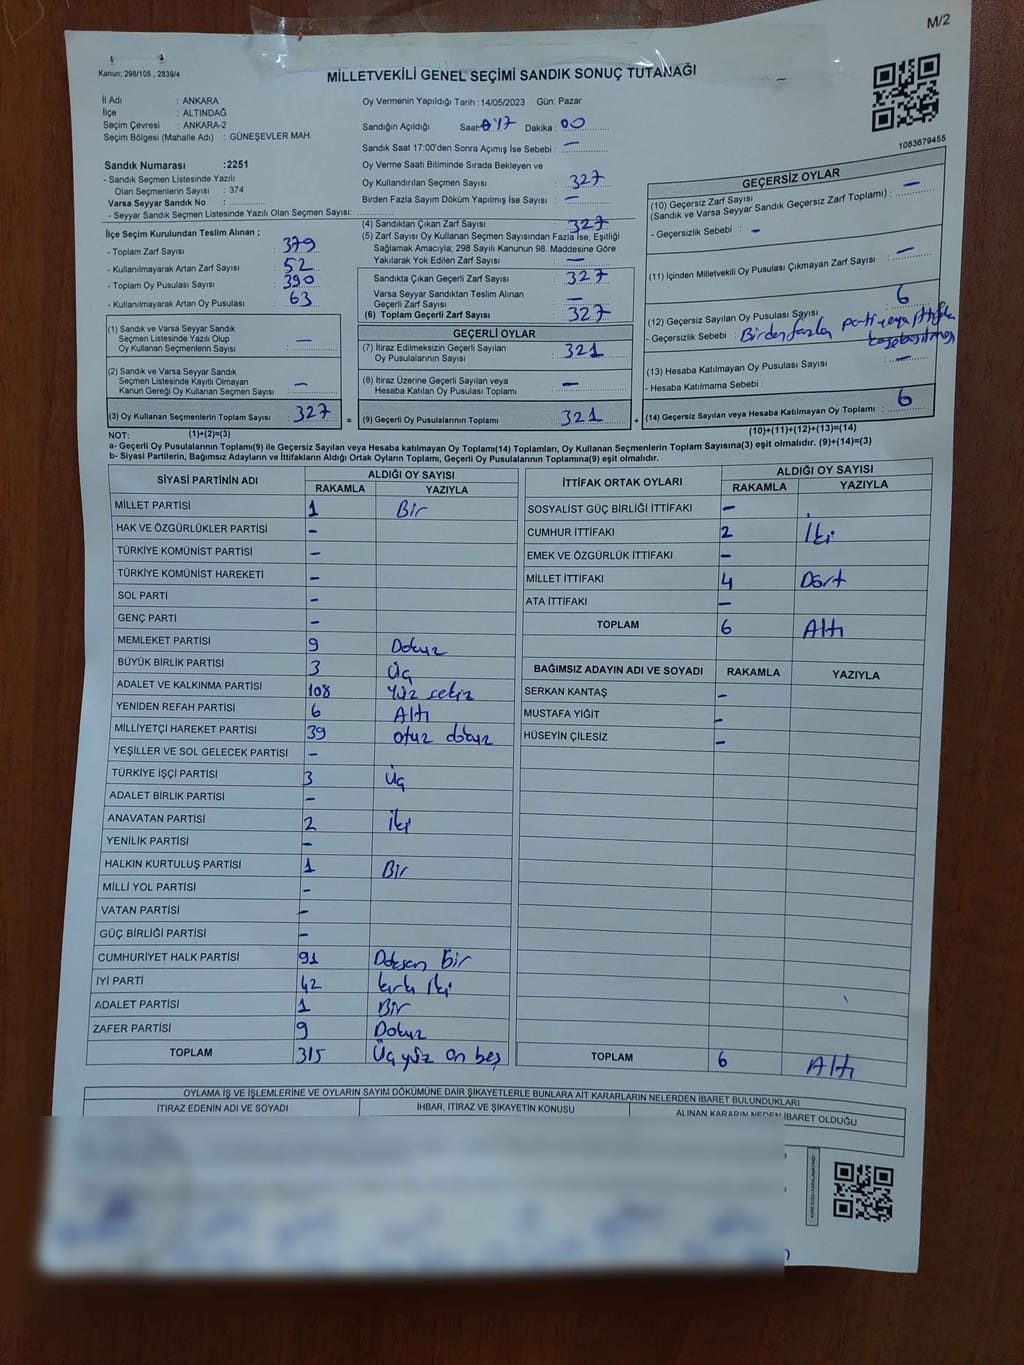 M/2
Kanun; 298/105 , 2839/4
MİLLETVEKİLİ GENEL SEÇİMİ SANDIK SONUÇ TUTANAĞI
1083679455
İl Adı : ANKARA
İlçe : ALTINDAĞ
Seçim Çevresi : ANKARA-2
Seçim Bölgesi (Mahalle Adı) : GÜNEŞEVLER MAH.
Sandık Numarası :2251
- Sandık Seçmen Listesinde Yazılı
Olan Seçmenlerin Sayısı : 374
Varsa Seyyar Sandık No :
- Seyyar Sandık Seçmen Listesinde Yazılı Olan Seçmen Sayısı:
Oy Vermenin Yapıldığı Tarih :14/05/2023 Gün: Pazar
Sandığın Açıldığı Saat: 17 Dakika : 00
Sandık Saat 17:00'den Sonra Açımış İse Sebebi : –
Oy Verme Saati Bitiminde Sırada Bekleyen ve
Oy Kullandırılan Seçmen Sayısı : 327
Birden Fazla Sayım Döküm Yapılmış İse Sayısı : –
İlçe Seçim Kurulundan Teslim Alınan ;
- Toplam Zarf Sayısı : 379
- Kullanılmayarak Artan Zarf Sayısı : 52
- Toplam Oy Pusulası Sayısı : 390
- Kullanılmayarak Artan Oy Pusulası : 63
(1) Sandık ve Varsa Seyyar Sandık
Seçmen Listesinde Yazılı Olup
Oy Kullanan Seçmenlerin Sayısı : –
(2) Sandık ve Varsa Seyyar Sandık
Seçmen Listesinde Kayıtlı Olmayan
Kanun Gereği Oy Kullanan Seçmen Sayısı : –
(3) Oy Kullanan Seçmenlerin Toplam Sayısı : 327
(1)+(2)=(3)
(4) Sandıktan Çıkan Zarf Sayısı : 327
(5) Zarf Sayısı Oy Kullanan Seçmen Sayısından Fazla İse, Eşitliği
Sağlamak Amacıyla; 298 Sayılı Kanunun 98. Maddesine Göre
Yakılarak Yok Edilen Zarf Sayısı : –
Sandıkta Çıkan Geçerli Zarf Sayısı : 327
Varsa Seyyar Sandıktan Teslim Alınan
Geçerli Zarf Sayısı : –
(6) Toplam Geçerli Zarf Sayısı : 327
GEÇERLİ OYLAR
(7) İtiraz Edilmeksizin Geçerli Sayılan
Oy Pusulalarının Sayısı : 321
(8) İtiraz Üzerine Geçerli Sayılan veya
Hesaba Katılan Oy Pusulası Toplamı : –
= (9) Geçerli Oy Pusulalarının Toplamı : 321 +
GEÇERSİZ OYLAR
(10) Geçersiz Zarf Sayısı
(Sandık ve Varsa Seyyar Sandık Geçersiz Zarf Toplamı) : –
- Geçersizlik Sebebi : –
(11) İçinden Milletvekili Oy Pusulası Çıkmayan Zarf Sayısı : –
(12) Geçersiz Sayılan Oy Pusulası Sayısı : 6
- Geçersizlik Sebebi : Birden fazla parti veya ittifaka
(13) Hesaba Katılmayan Oy Pusulası Sayısı : –
- Hesaba Katılmama Sebebi :
(14) Geçersiz Sayılan veya Hesaba Katılmayan Oy Toplamı : 6
(10)+(11)+(12)+(13)=(14)
NOT:
a- Geçerli Oy Pusulalarının Toplamı(9) ile Geçersiz Sayılan veya Hesaba katılmayan Oy Toplamı(14) Toplamları, Oy Kullanan Seçmenlerin Toplam Sayısına(3) eşit olmalıdır. (9)+(14)=(3)
b- Siyasi Partilerin, Bağımsız Adayların ve İttifakların Aldığı Ortak Oyların Toplamı, Geçerli Oy Pusulalarının Toplamına(9) eşit olmalıdır.
SİYASİ PARTİNİN ADI ALDIĞI OY SAYISI
RAKAMLA YAZIYLA
MİLLET PARTİSİ 1 Bir
HAK VE ÖZGÜRLÜKLER PARTİSİ –
TÜRKİYE KOMÜNİST PARTİSİ –
TÜRKİYE KOMÜNİST HAREKETİ –
SOL PARTİ –
GENÇ PARTİ –
MEMLEKET PARTİSİ 9 Dokuz
BÜYÜK BİRLİK PARTİSİ 3 Üç
ADALET VE KALKINMA PARTİSİ 108 Yüz sekiz
YENİDEN REFAH PARTİSİ 6 Altı
MİLLİYETÇİ HAREKET PARTİSİ 39 otuz dokuz
YEŞİLLER VE SOL GELECEK PARTİSİ –
TÜRKİYE İŞÇİ PARTİSİ 3 Üç
ADALET BİRLİK PARTİSİ –
ANAVATAN PARTİSİ 2 İki
YENİLİK PARTİSİ –
HALKIN KURTULUŞ PARTİSİ 1 Bir
MİLLİ YOL PARTİSİ –
VATAN PARTİSİ –
GÜÇ BİRLİĞİ PARTİSİ –
CUMHURİYET HALK PARTİSİ 91 Doksan Bir
İYİ PARTİ 42 kırk iki
ADALET PARTİSİ 1 Bir
ZAFER PARTİSİ 9 Dokuz
TOPLAM 315 Üç yüz on beş
İTTİFAK ORTAK OYLARI ALDIĞI OY SAYISI
RAKAMLA YAZIYLA
SOSYALİST GÜÇ BİRLİĞİ İTTİFAKI –
CUMHUR İTTİFAKI 2 İki
EMEK VE ÖZGÜRLÜK İTTİFAKI –
MİLLET İTTİFAKI 4 Dört
ATA İTTİFAKI –
TOPLAM 6 Altı
BAĞIMSIZ ADAYIN ADI VE SOYADI RAKAMLA YAZIYLA
SERKAN KANTAŞ –
MUSTAFA YİĞİT –
HÜSEYİN ÇİLESİZ –
TOPLAM 6 Altı
OYLAMA İŞ VE İŞLEMLERİNE VE OYLARIN SAYIM DÖKÜMÜNE DAİR ŞİKAYETLERLE BUNLARA AİT KARARLARIN NELERDEN İBARET BULUNDUKLARI
İTİRAZ EDENİN ADI VE SOYADI İHBAR, İTİRAZ VE ŞİKAYETİN KONUSU ALINAN KARARIN NEDEN İBARET OLDUĞU